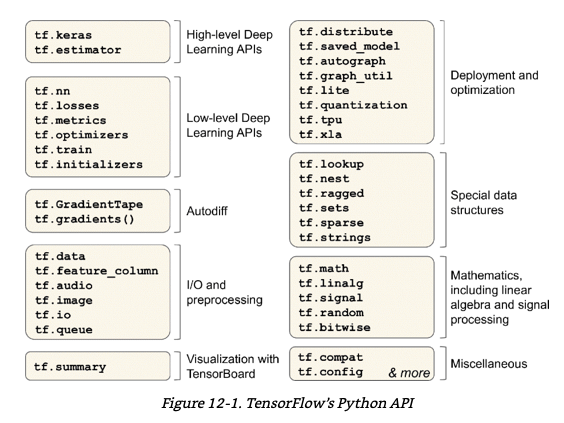 tf.keras
tf.estimator
High-level Deep
Learning APIs
tf.nn
tf.losses
tf.metrics
tf.optimizers
tf.train
tf.initializers
Low-level Deep
Learning APIs
tf.GradientTape
tf.gradients()
Autodiff
tf.data
tf.feature_column
tf.audio
tf.image
tf.io
tf.queue
I/O and
preprocessing
tf.summary
Visualization with
TensorBoard
tf.distribute
tf.saved_model
tf.autograph
tf.graph_util
tf.lite
tf.quantization
tf.tpu
tf.xla
Deployment and
optimization
tf.lookup
tf.nest
tf.ragged
tf.sets
tf.sparse
tf.strings
Special data
structures
tf.math
tf.linalg
tf.signal
tf.random
tf.bitwise
Mathematics,
including linear
algebra and signal
processing
tf.compat
tf.config & more
Miscellaneous
Figure 12-1. TensorFlow's Python API